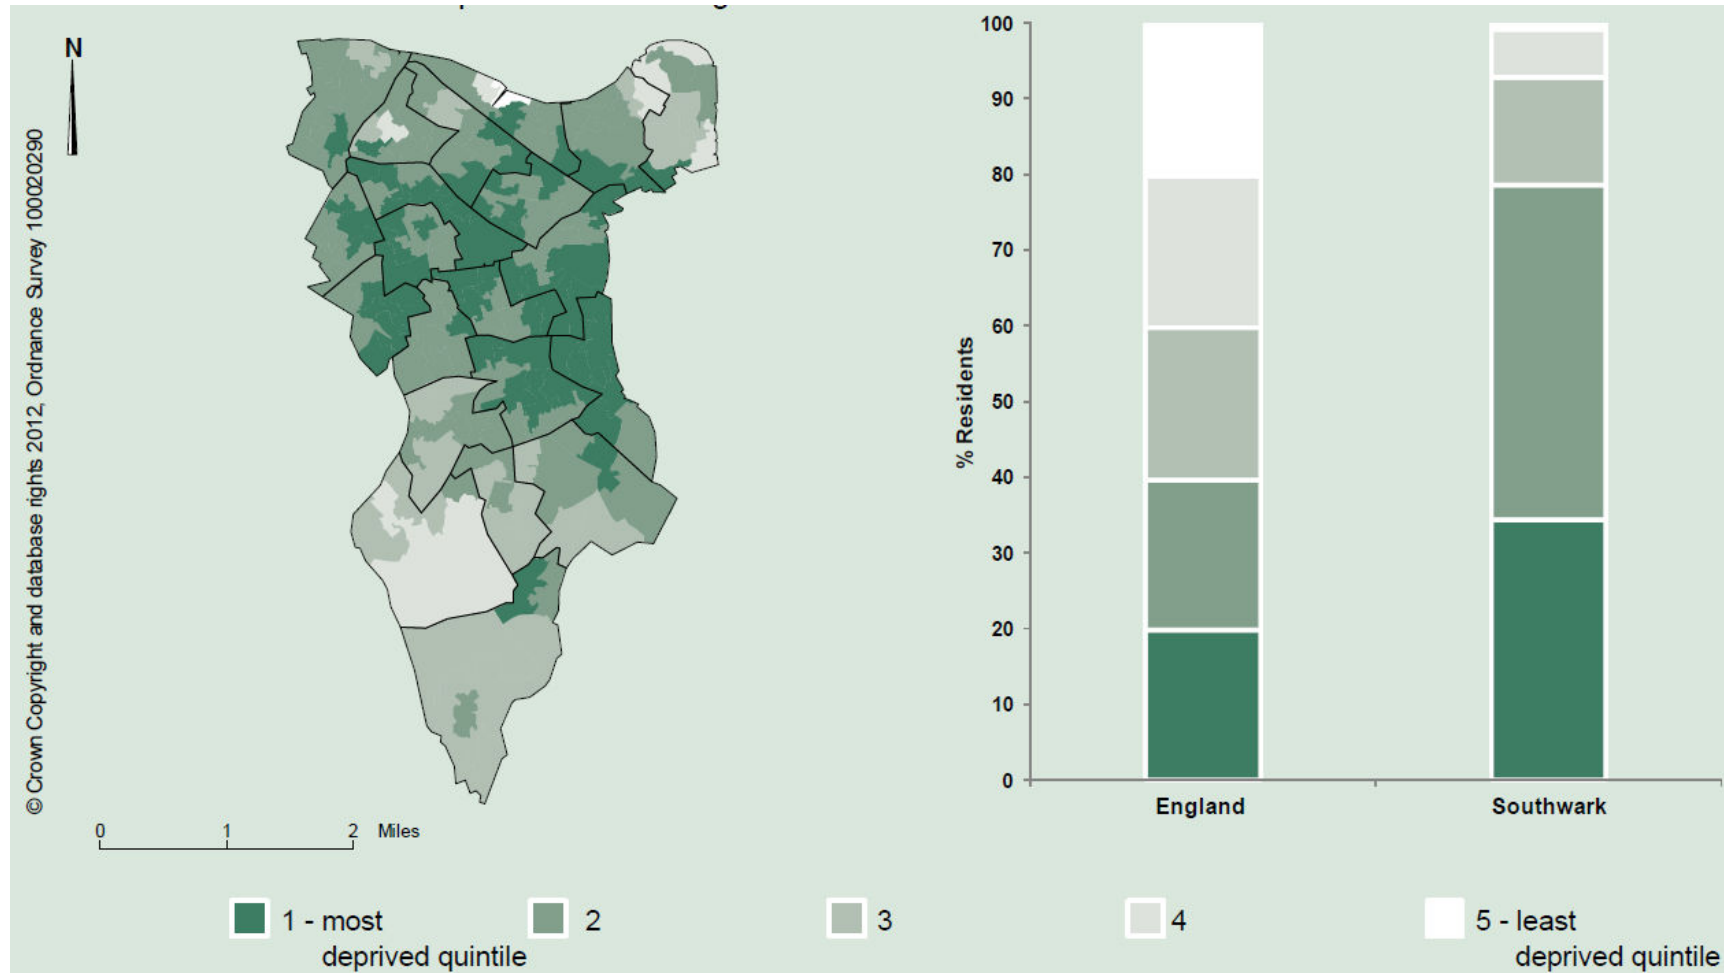 N
© Crown Copyright and database rights 2012, Ordnance Survey 100020290
0 1 2 Miles
% Residents
100
90
80
70
60
50
40
30
20
10
0
England Southwark
1 - most
deprived quintile
2
3
4
5 - least
deprived quintile